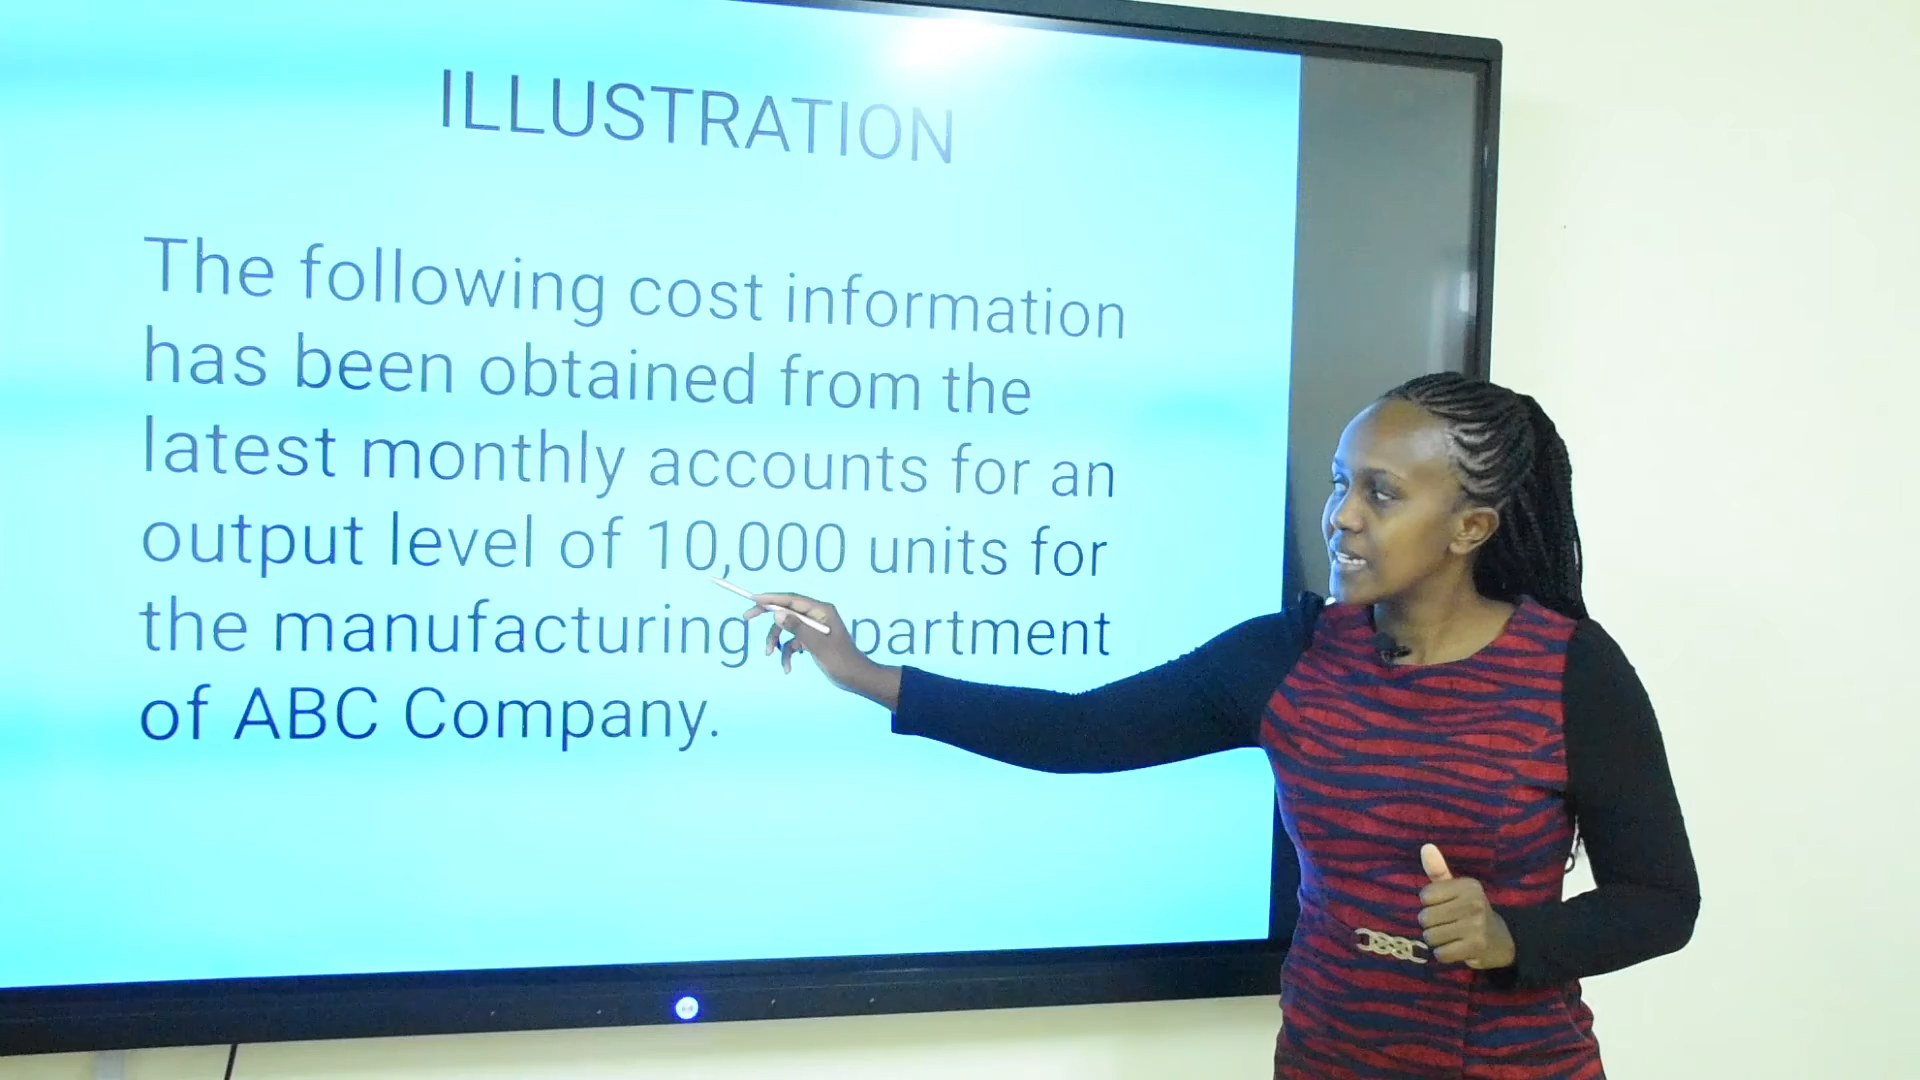 ILLUSTRATION
The following cost information
has been obtained from the
latest monthly accounts for an
output level of 10,000 units for
the manufacturing partment
of ABC Company.